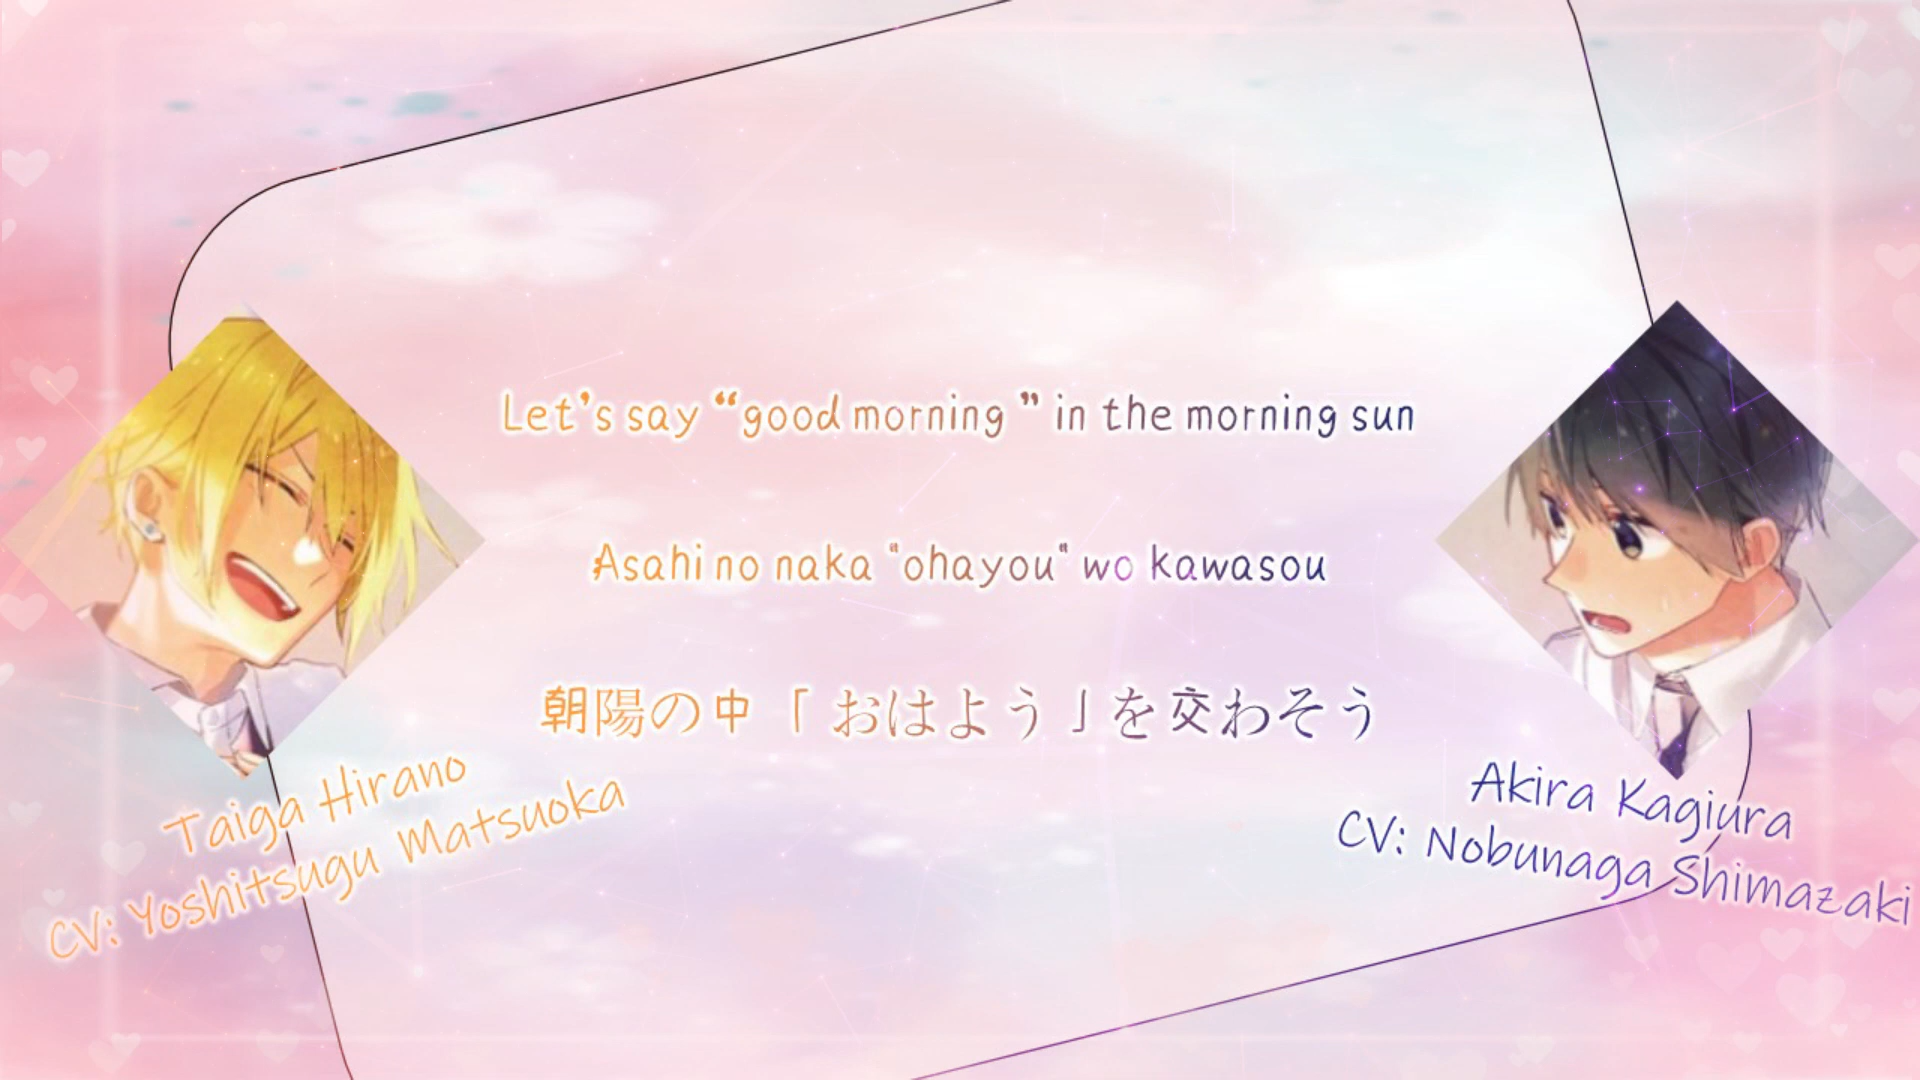 Let's say “good morning ” in the morning sun
Asahi no naka "ohayou" wo kawasou
朝陽の中「おはよう」を交わそう
Taiga Hirano
CV: Yoshitsugu Matsuoka
Akira Kagiura
CV: Nobunaga Shimazaki